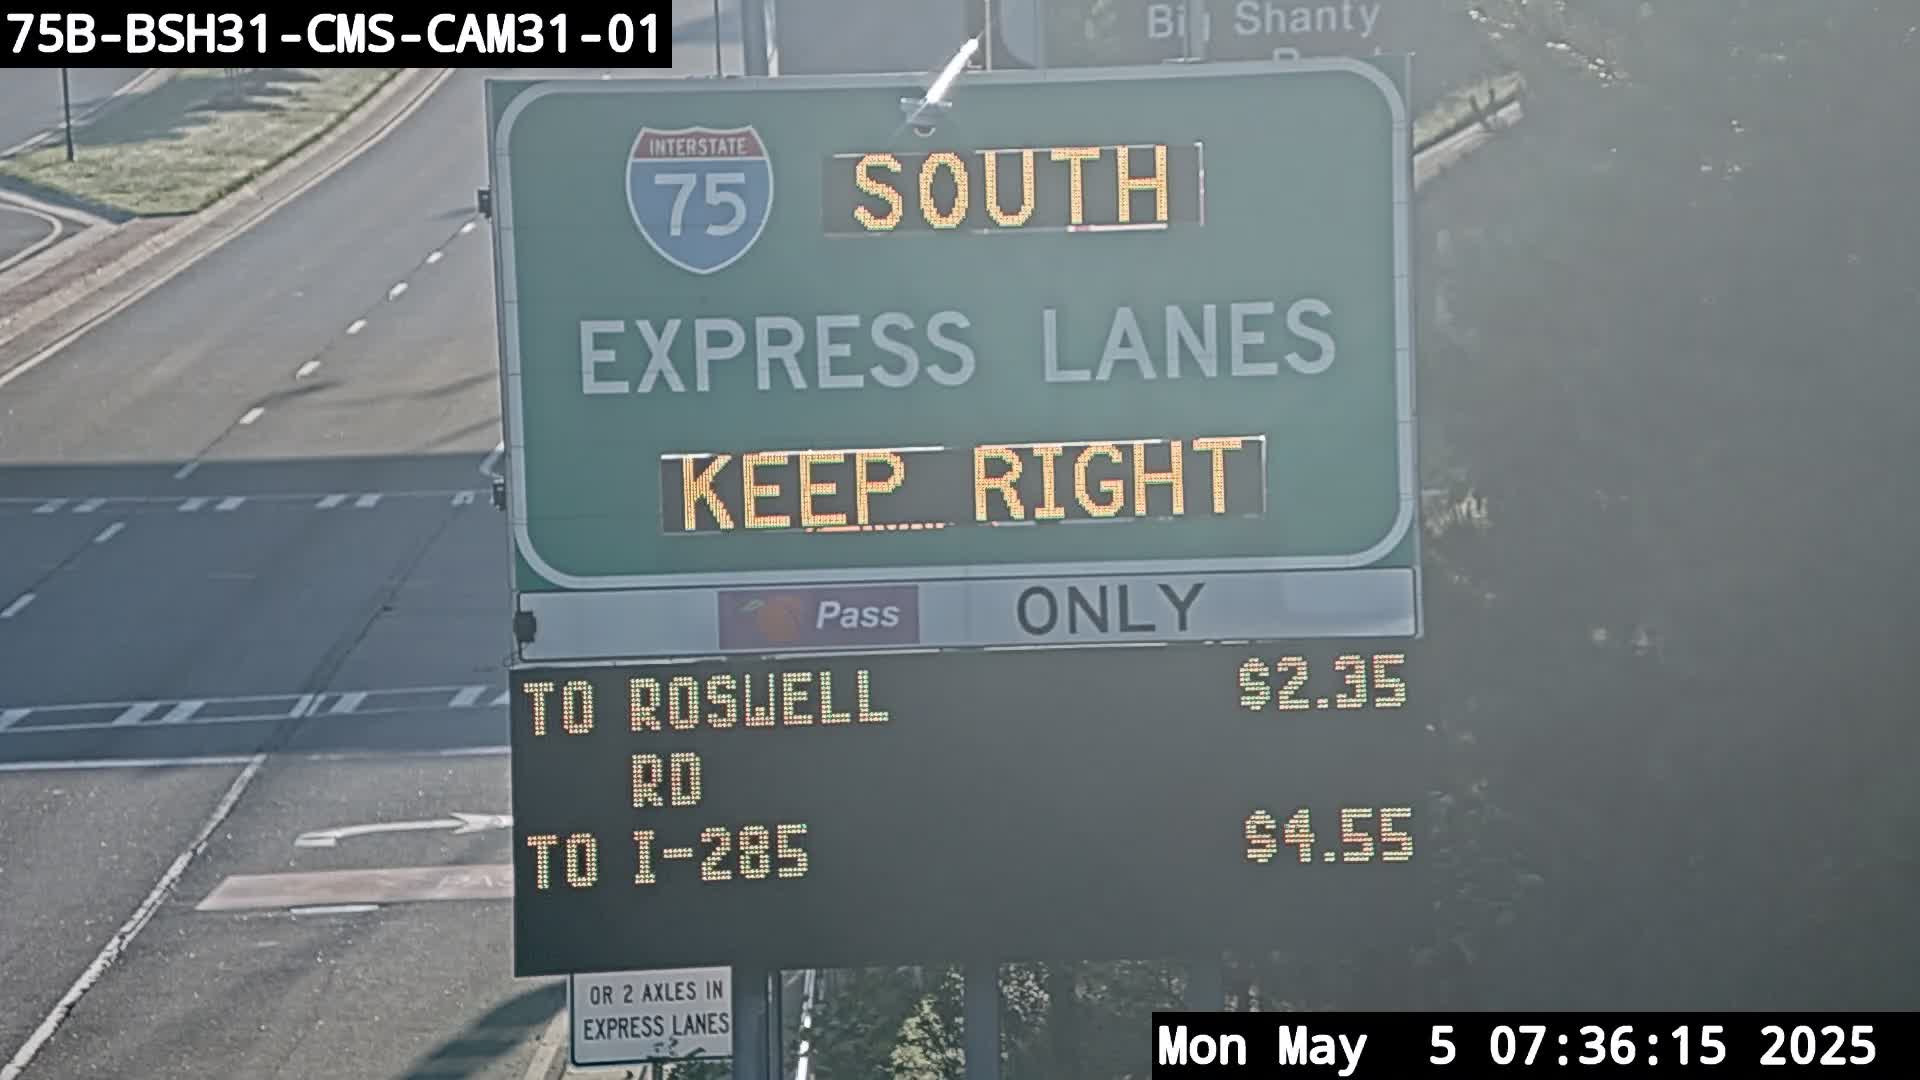 75B-BSH31-CMS-CAM31-01
Big Shanty
INTERSTATE
75
SOUTH
EXPRESS LANES
KEEP RIGHT
Pass ONLY
TO ROSWELL $2.35
RD
TO I-285 $4.55
OR 2 AXLES IN
EXPRESS LANES
Mon May 5 07:36:15 2025